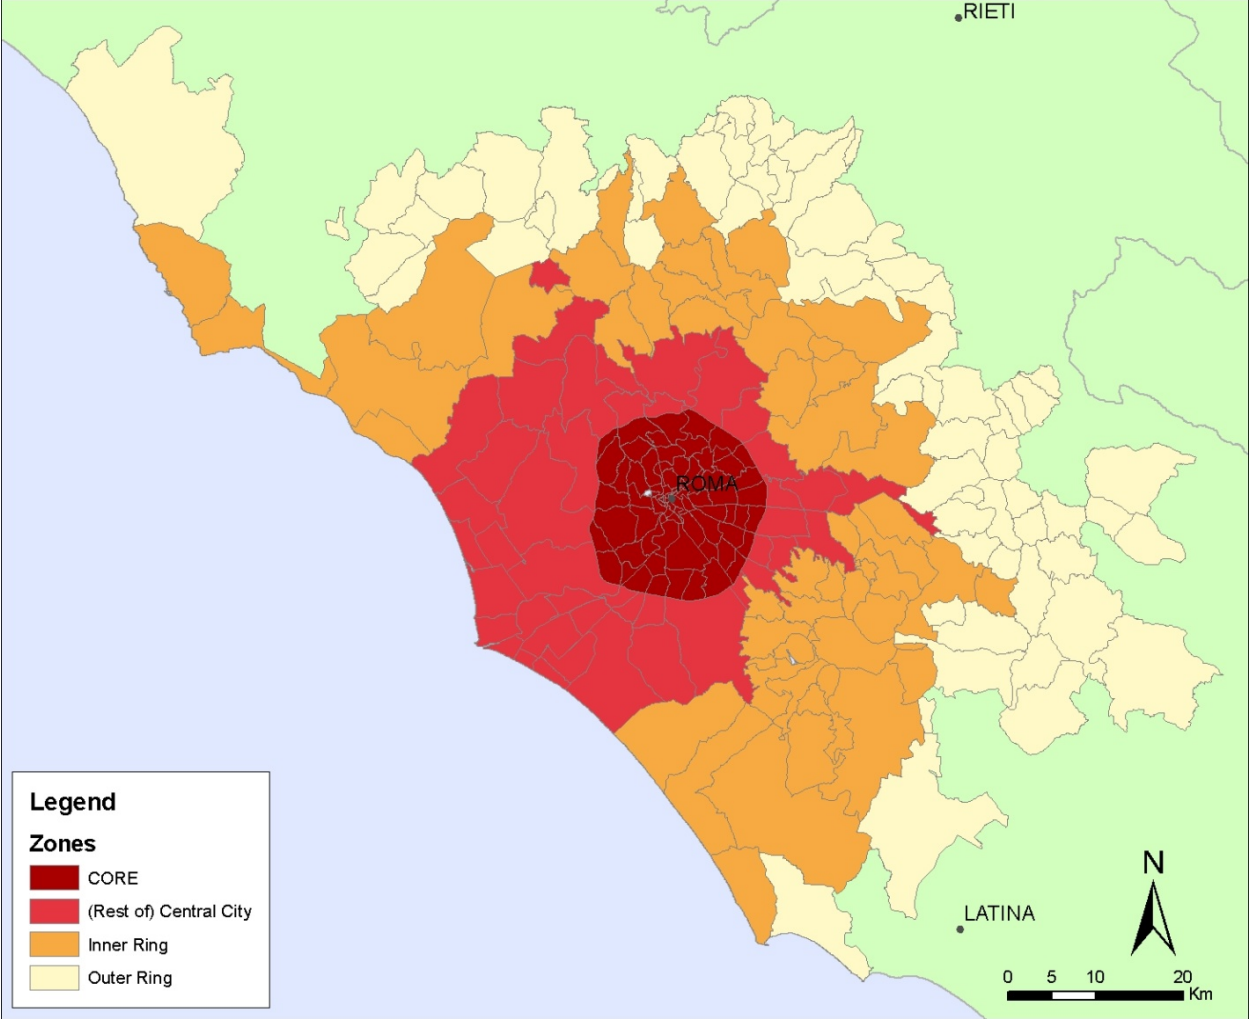 RIETI
ROMA
Legend
Zones
CORE
(Rest of) Central City
Inner Ring
Outer Ring
LATINA
N
0 5 10 20
Km